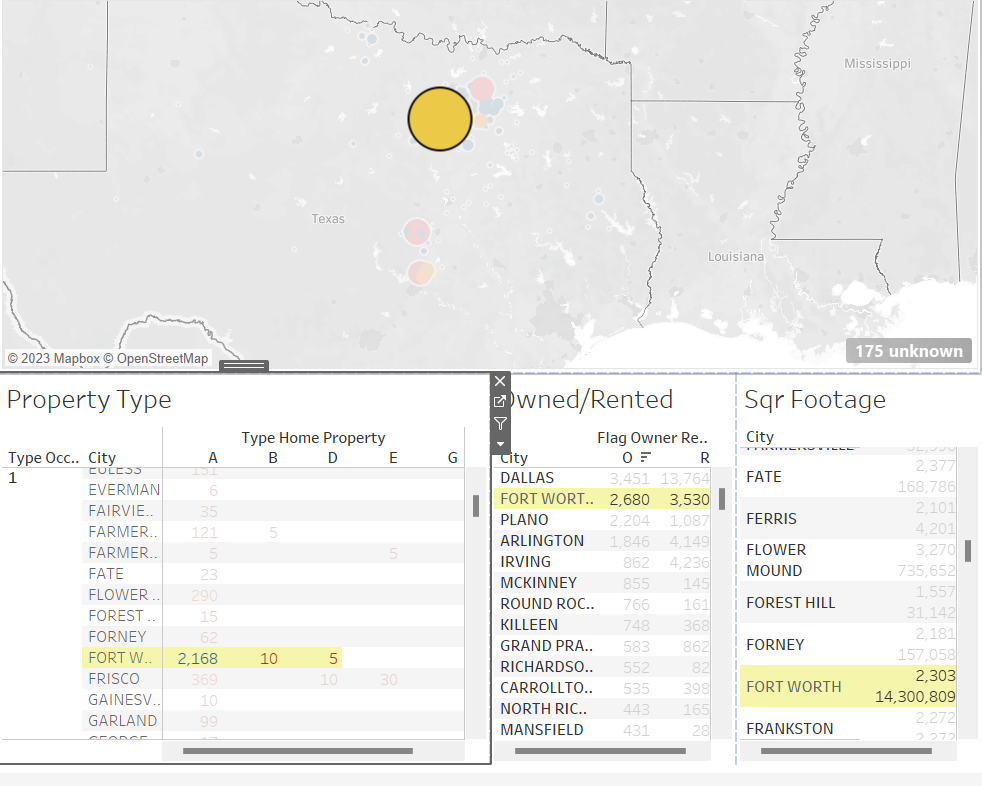 Mississippi
Texas
Louisiana
© 2023 Mapbox © OpenStreetMap
175 unknown
Property Type
Type Home Property
Type Occ.. City A B D E G
1
EULESS 151
EVERMAN 6
FAIRVIE.. 35
FARMER.. 121 5
FARMER.. 5 5
FATE 23
FLOWER .. 290
FOREST .. 15
FORNEY 62
FORT W.. 2,168 10 5
FRISCO 369 10 30
GAINESV.. 10
GARLAND 99
Owned/Rented
Flag Owner Re..
City O R
DALLAS 3,451 13,764
FORT WORT.. 2,680 3,530
PLANO 2,204 1,087
ARLINGTON 1,846 4,149
IRVING 862 4,236
MCKINNEY 855 145
ROUND ROC.. 766 161
KILLEEN 748 368
GRAND PRA.. 583 862
RICHARDSO.. 552 82
CARROLLTO.. 535 398
NORTH RIC.. 443 165
MANSFIELD 431 28
Sqr Footage
City
FATE 2,377
168,786
FERRIS 2,101
4,201
FLOWER 3,270
MOUND 735,652
FOREST HILL 1,557
31,142
FORNEY 2,181
157,058
FORT WORTH 2,303
14,300,809
FRANKSTON 2,272
2,272